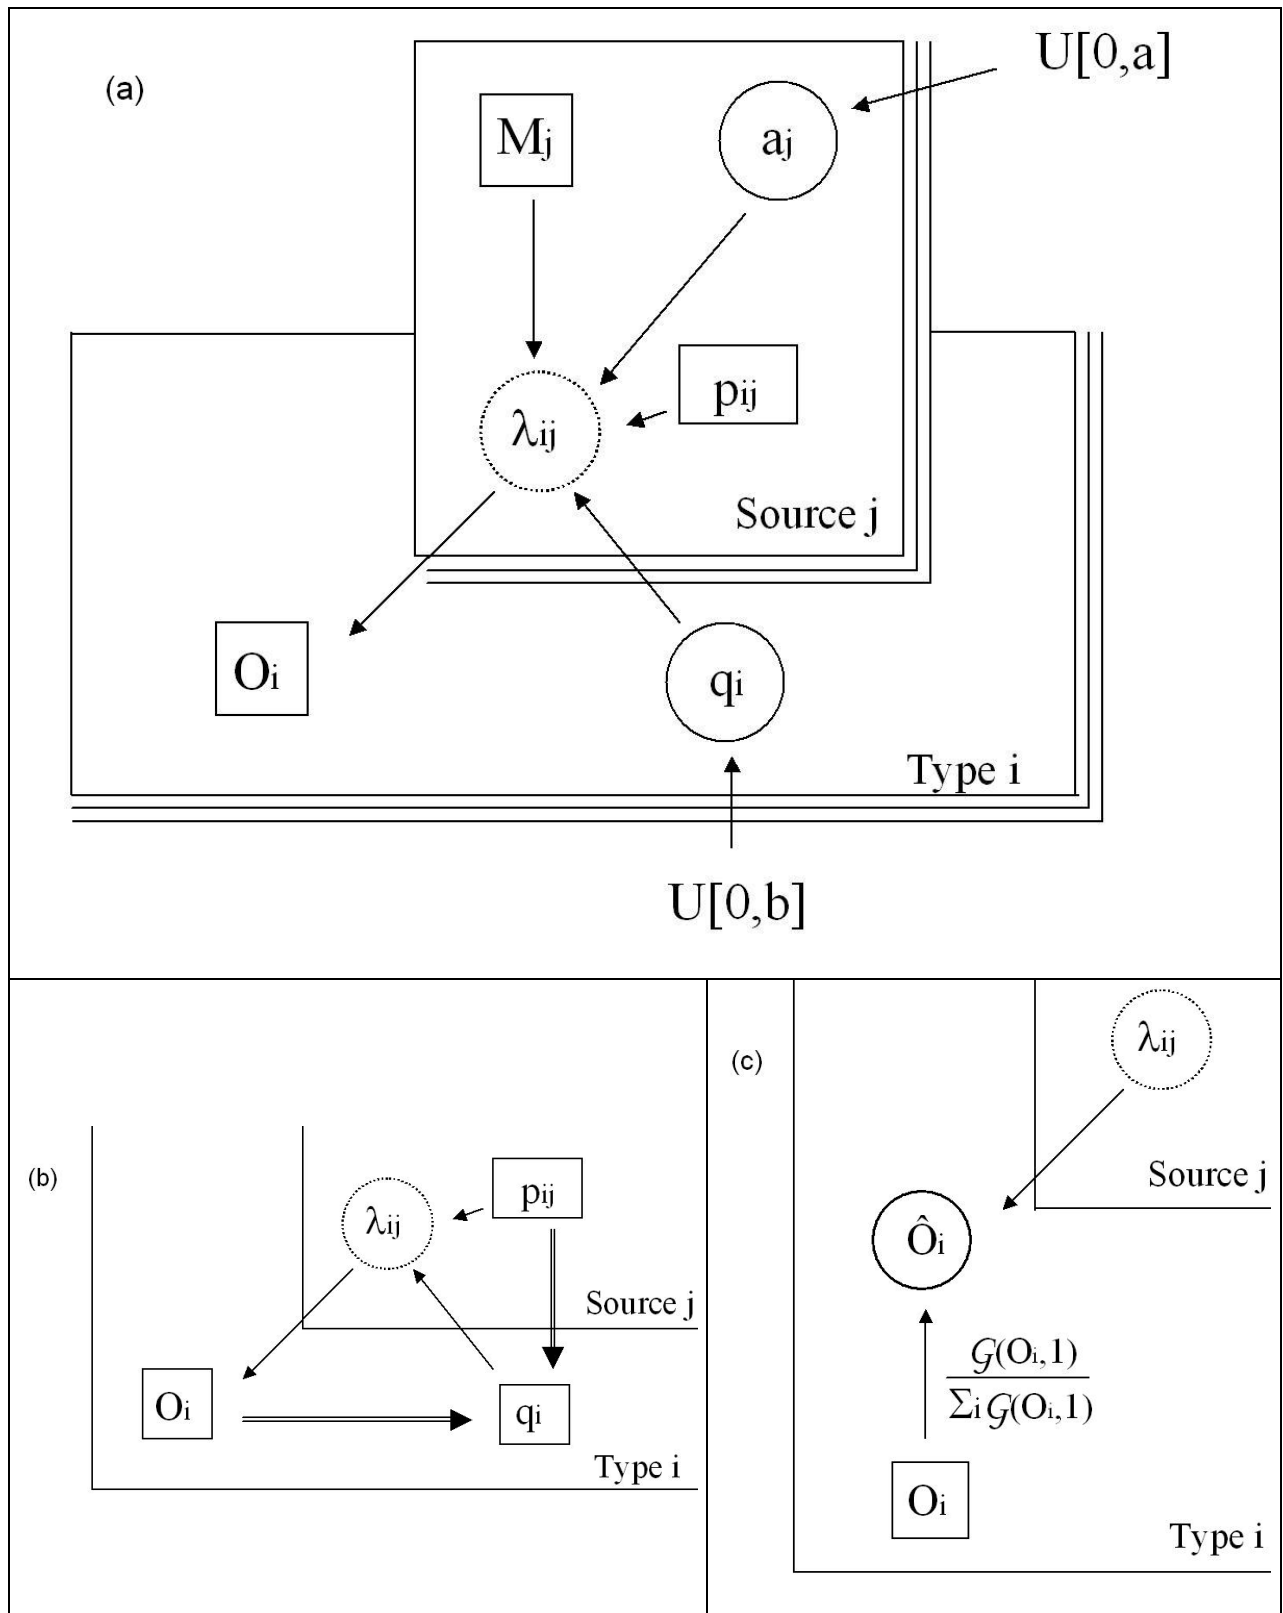 (a)
U[0,a]
Mj
aj
λij
pij
Source j
Oi
qi
Type i
U[0,b]
(b)
pij
λij
Source j
Oi
qi
Type i
(c)
λij
Source j
Ôi
𝒢(Oi,1)
Σi 𝒢(Oi,1)
Oi
Type i